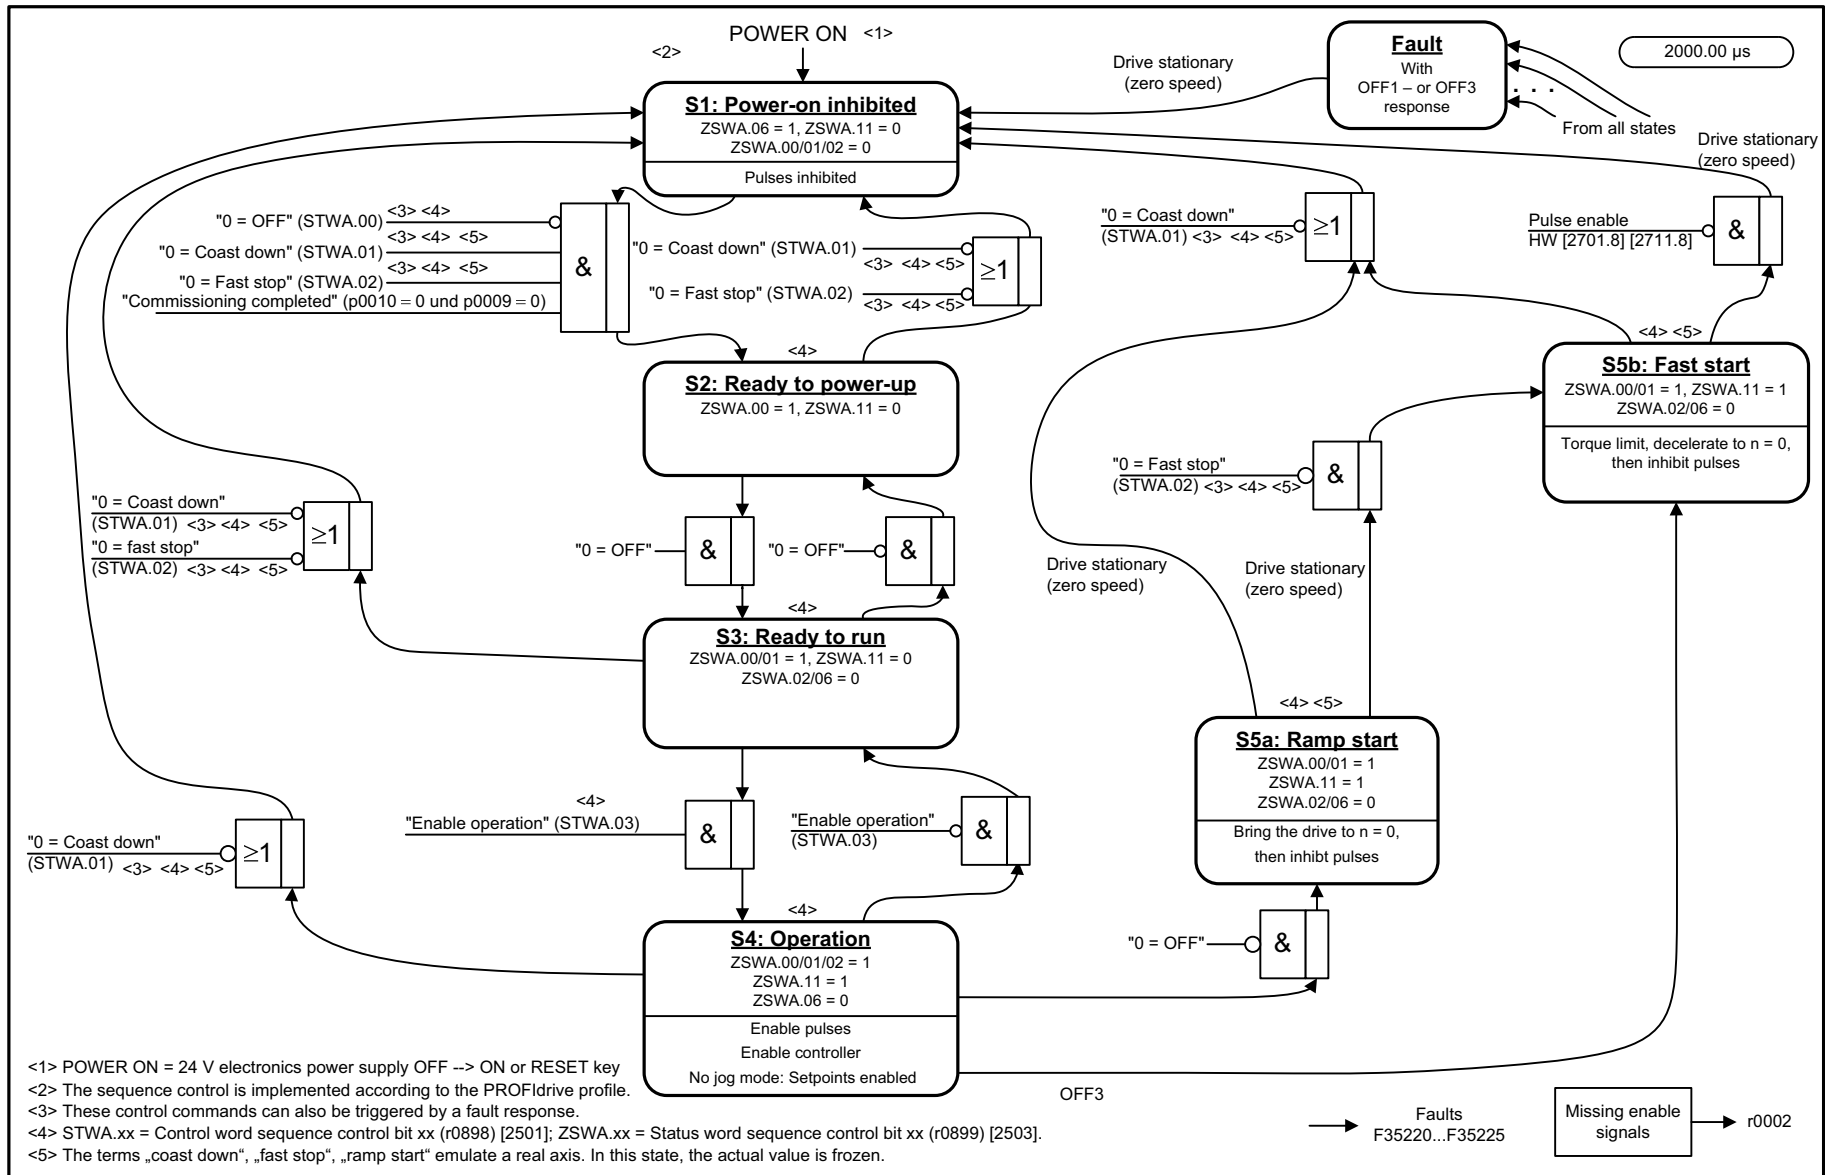 POWER ON <1>
<2>
S1: Power-on inhibited
ZSWA.06 = 1, ZSWA.11 = 0
ZSWA.00/01/02 = 0
Pulses inhibited
Drive stationary
(zero speed)
Fault
With
OFF1 – or OFF3
response
. . .
From all states
2000.00 µs
Drive stationary
(zero speed)
"0 = OFF" (STWA.00)
<3> <4>
"0 = Coast down" (STWA.01)
<3> <4> <5>
"0 = Fast stop" (STWA.02)
<3> <4> <5>
"Commissioning completed" (p0010 = 0 und p0009 = 0)
&
"0 = Coast down" (STWA.01)
<3> <4> <5>
"0 = Fast stop" (STWA.02)
<3> <4> <5>
≥1
"0 = Coast down"
(STWA.01) <3> <4> <5>
≥1
Pulse enable
HW [2701.8] [2711.8]
&
<4>
S2: Ready to power-up
ZSWA.00 = 1, ZSWA.11 = 0
<4> <5>
S5b: Fast start
ZSWA.00/01 = 1, ZSWA.11 = 1
ZSWA.02/06 = 0
Torque limit, decelerate to n = 0,
then inhibit pulses
"0 = Fast stop"
(STWA.02) <3> <4> <5>
&
"0 = Coast down"
(STWA.01) <3> <4> <5>
"0 = fast stop"
(STWA.02) <3> <4> <5>
≥1
"0 = OFF"
&
"0 = OFF"
&
Drive stationary
(zero speed)
Drive stationary
(zero speed)
<4>
S3: Ready to run
ZSWA.00/01 = 1, ZSWA.11 = 0
ZSWA.02/06 = 0
<4> <5>
S5a: Ramp start
ZSWA.00/01 = 1
ZSWA.11 = 1
ZSWA.02/06 = 0
Bring the drive to n = 0,
then inhibt pulses
"0 = Coast down"
(STWA.01) <3> <4> <5>
≥1
<4>
"Enable operation" (STWA.03)
&
"Enable operation"
(STWA.03)
&
<4>
S4: Operation
ZSWA.00/01/02 = 1
ZSWA.11 = 1
ZSWA.06 = 0
Enable pulses
Enable controller
No jog mode: Setpoints enabled
"0 = OFF"
&
OFF3
<1> POWER ON = 24 V electronics power supply OFF --> ON or RESET key
<2> The sequence control is implemented according to the PROFIdrive profile.
<3> These control commands can also be triggered by a fault response.
<4> STWA.xx = Control word sequence control bit xx (r0898) [2501]; ZSWA.xx = Status word sequence control bit xx (r0899) [2503].
<5> The terms „coast down“, „fast stop“, „ramp start“ emulate a real axis. In this state, the actual value is frozen.
Faults
F35220...F35225
Missing enable
signals
r0002